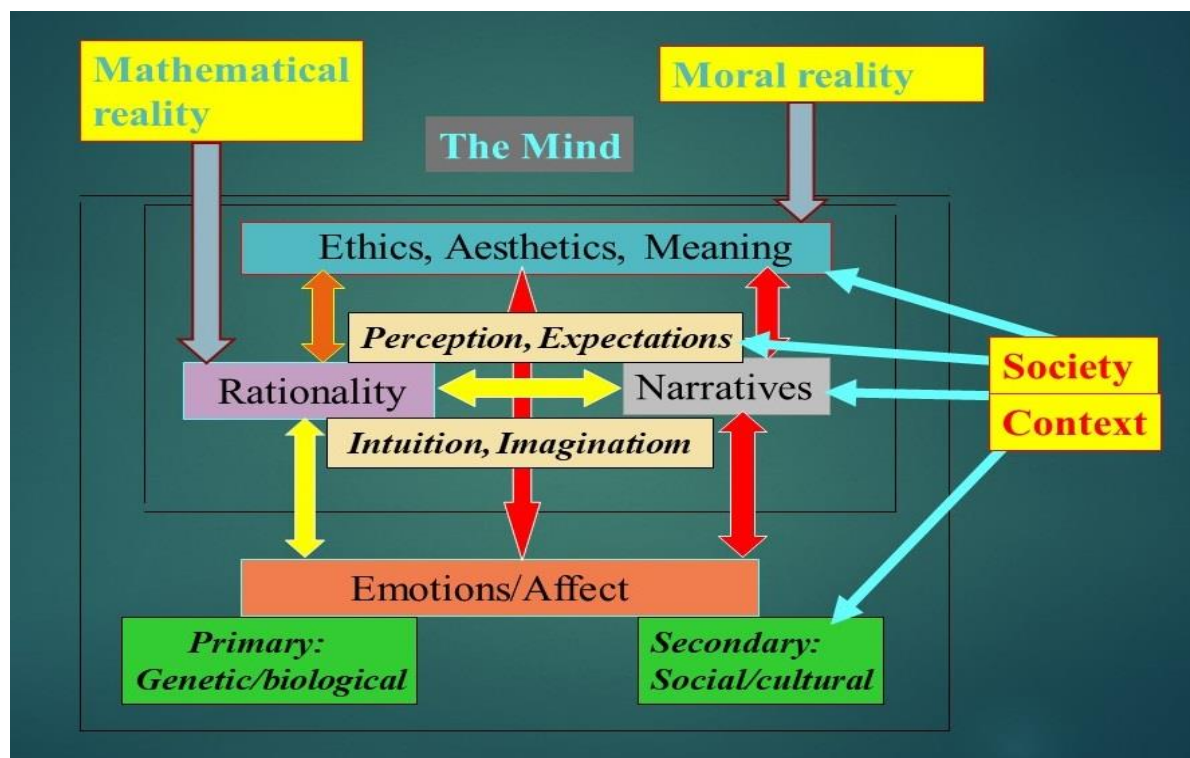 Mathematical
reality
Moral reality
The Mind
Ethics, Aesthetics, Meaning
Perception, Expectations
Rationality
Narratives
Society
Context
Intuition, Imaginatiom
Emotions/Affect
Primary:
Genetic/biological
Secondary:
Social/cultural